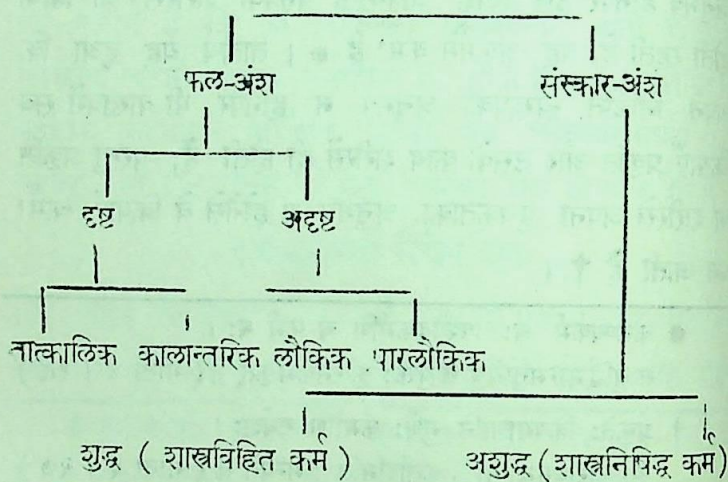 फल-अंश संस्कार-अंश
दृष्ट अदृष्ट
तात्कालिक कालान्तरिक लौकिक पारलौकिक
शुद्ध ( शास्त्रविहित कर्म ) अशुद्ध ( शास्त्रनिषिद्ध कर्म )